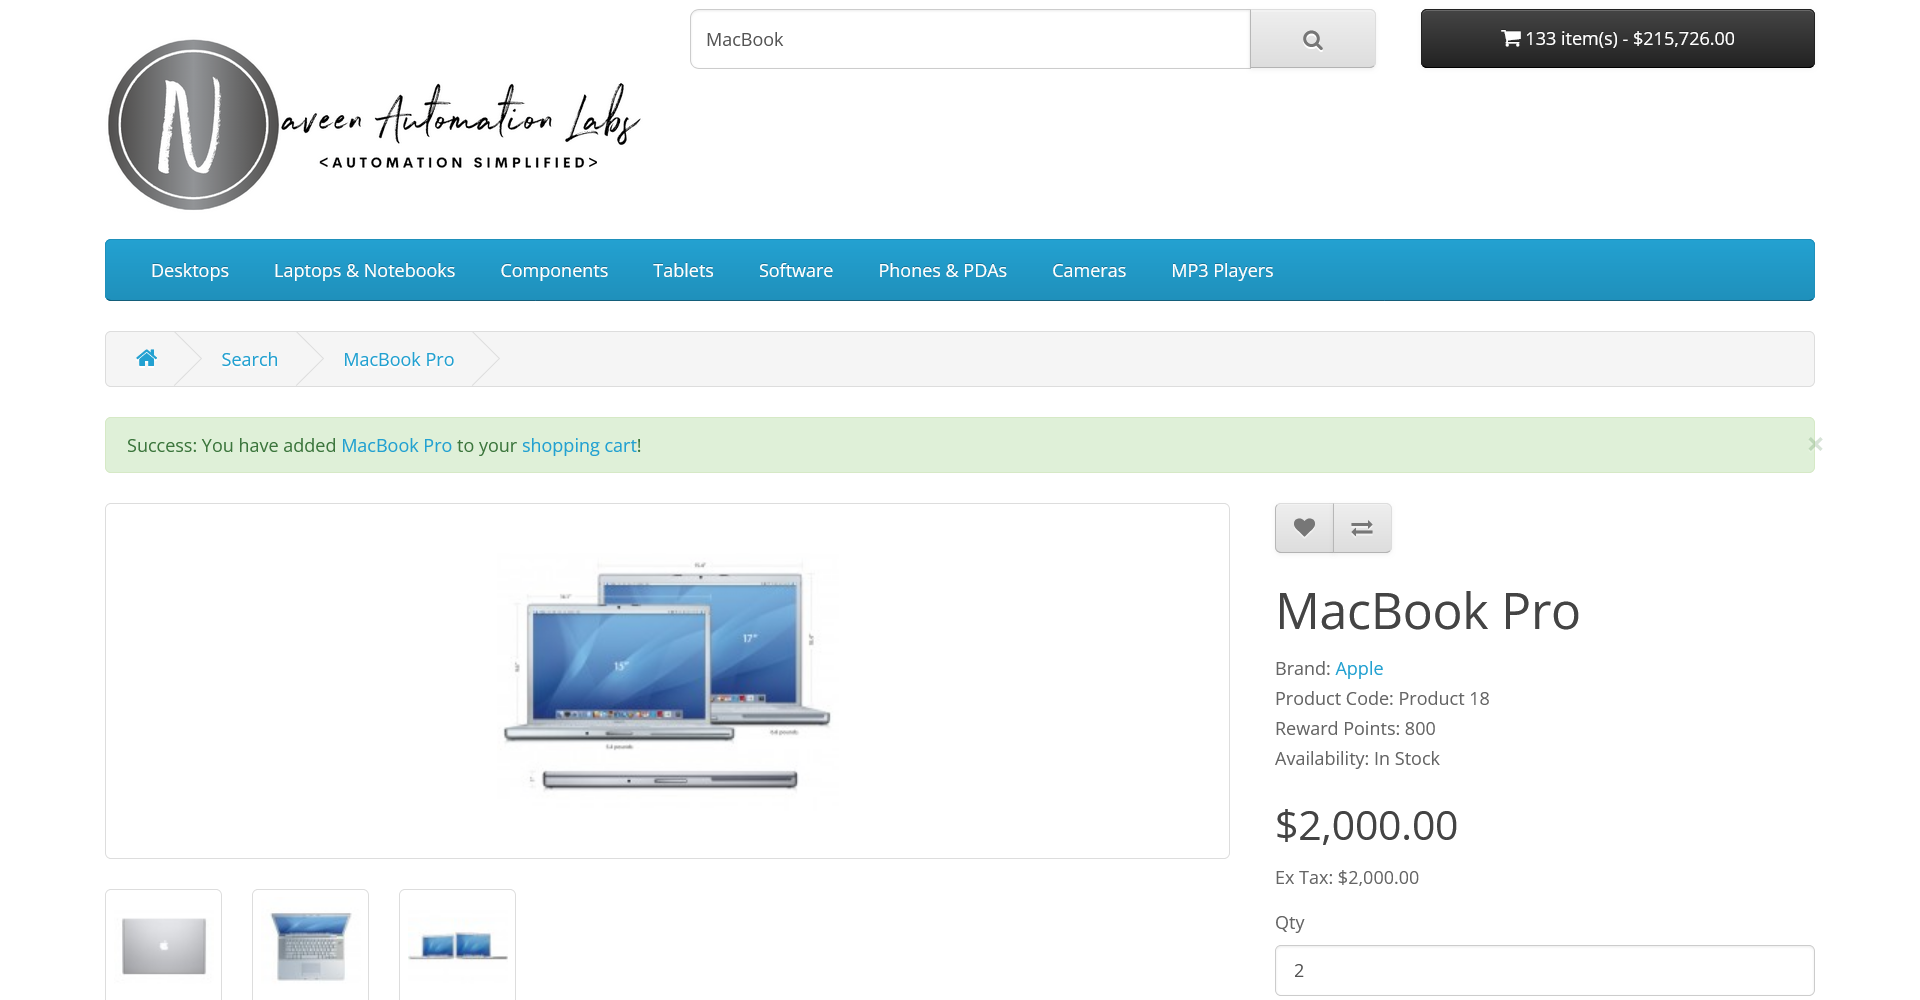 MacBook
133 item(s) - $215,726.00
N
aveen Automation Labs
<AUTOMATION SIMPLIFIED>
Desktops
Laptops & Notebooks
Components
Tablets
Software
Phones & PDAs
Cameras
MP3 Players
Search
MacBook Pro
Success: You have added MacBook Pro to your shopping cart!
×
15"
17"
MacBook Pro
Brand: Apple
Product Code: Product 18
Reward Points: 800
Availability: In Stock
$2,000.00
Ex Tax: $2,000.00
Qty
2